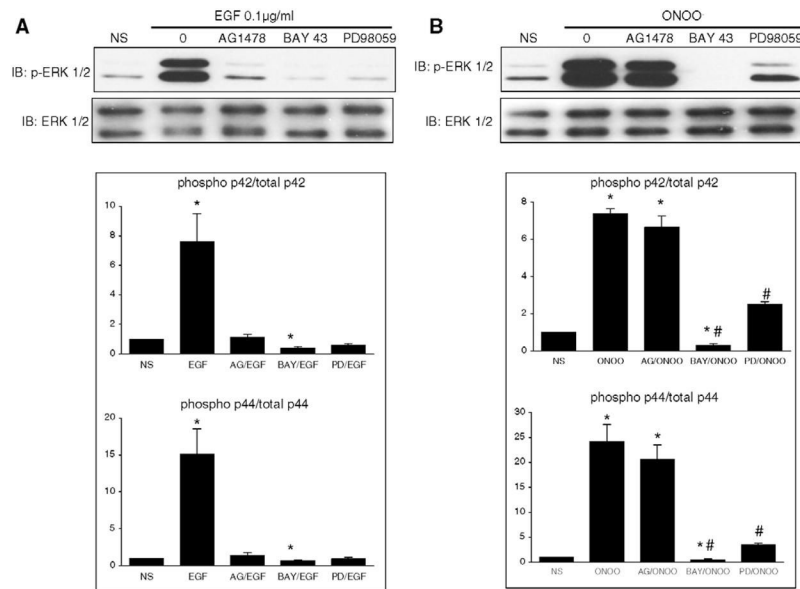 A
EGF 0.1µg/ml
NS 0 AG1478 BAY 43 PD98059
IB: p-ERK 1/2
IB: ERK 1/2
phospho p42/total p42
10
8
6
4
2
0
*
*
NS EGF AG/EGF BAY/EGF PD/EGF
phospho p44/total p44
20
15
10
5
0
*
*
NS EGF AG/EGF BAY/EGF PD/EGF
B
ONOO
NS 0 AG1478 BAY 43 PD98059
IB: p-ERK 1/2
IB: ERK 1/2
phospho p42/total p42
8
6
4
2
0
* *
* #
#
NS ONOO AG/ONOO BAY/ONOO PD/ONOO
phospho p44/total p44
30
25
20
15
10
5
0
* *
* #
#
NS ONOO AG/ONOO BAY/ONOO PD/ONOO